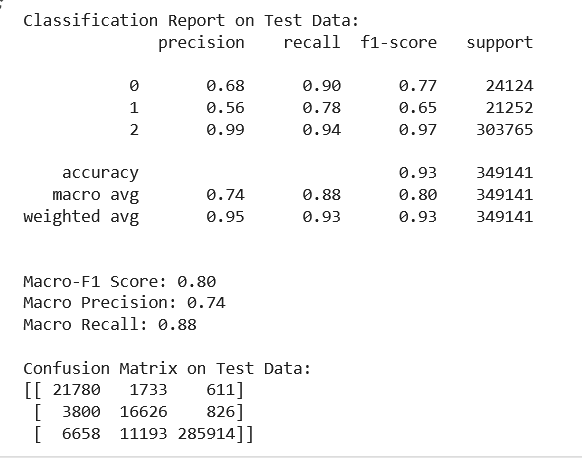 Classification Report on Test Data:
precision recall f1-score support
0 0.68 0.90 0.77 24124
1 0.56 0.78 0.65 21252
2 0.99 0.94 0.97 303765
accuracy 0.93 349141
macro avg 0.74 0.88 0.80 349141
weighted avg 0.95 0.93 0.93 349141
Macro-F1 Score: 0.80
Macro Precision: 0.74
Macro Recall: 0.88
Confusion Matrix on Test Data:
[[ 21780 1733 611]
[ 3800 16626 826]
[ 6658 11193 285914]]